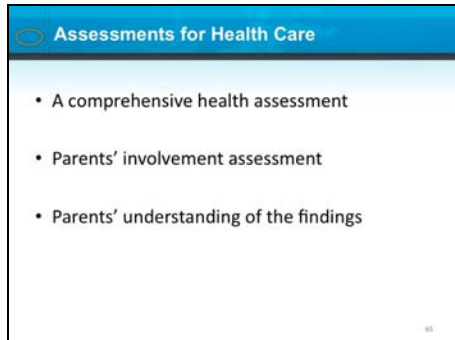 Assessments for Health Care
• A comprehensive health assessment
• Parents' involvement assessment
• Parents' understanding of the findings